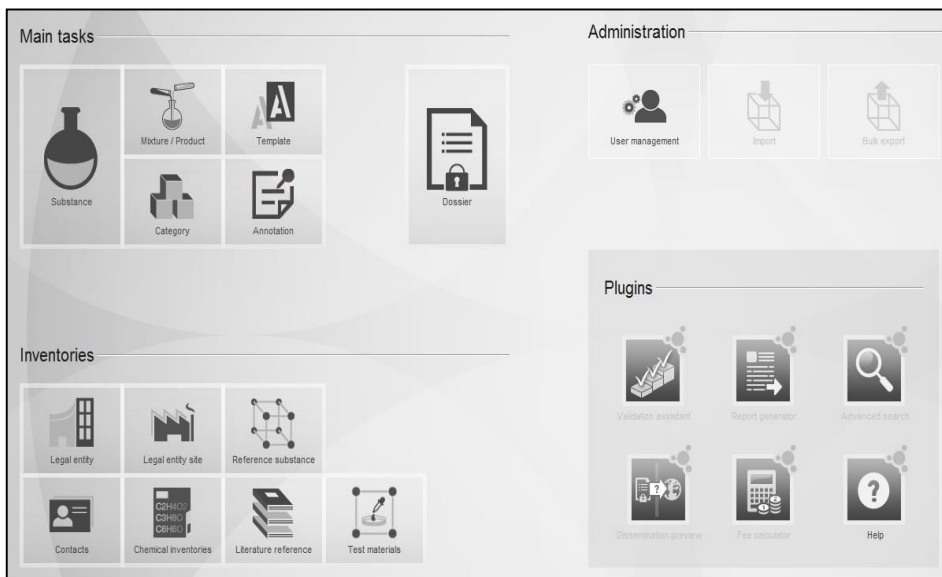 Main tasks
Substance
Mixture / Product
Template
Category
Annotation
Dossier
Administration
User management
Import
Bulk export
Inventories
Legal entity
Legal entity site
Reference substance
Contacts
C2H4O2
C3H8O
C6H6O
Chemical inventories
Literature reference
Test materials
Plugins
Validation assistant
Report generator
Advanced search
Dissemination preview
Fee calculator
Help